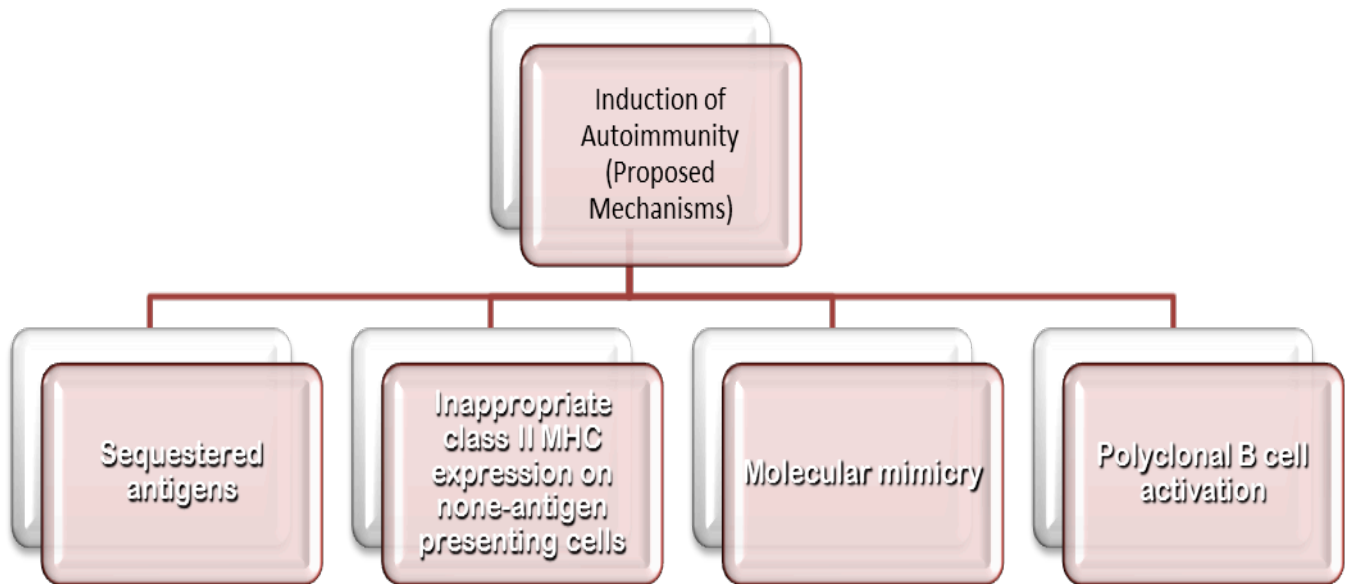 Induction of
Autoimmunity
(Proposed
Mechanisms)
Sequestered
antigens
Inappropriate
class II MHC
expression on
none-antigen
presenting cells
Molecular mimicry
Polyclonal B cell
activation